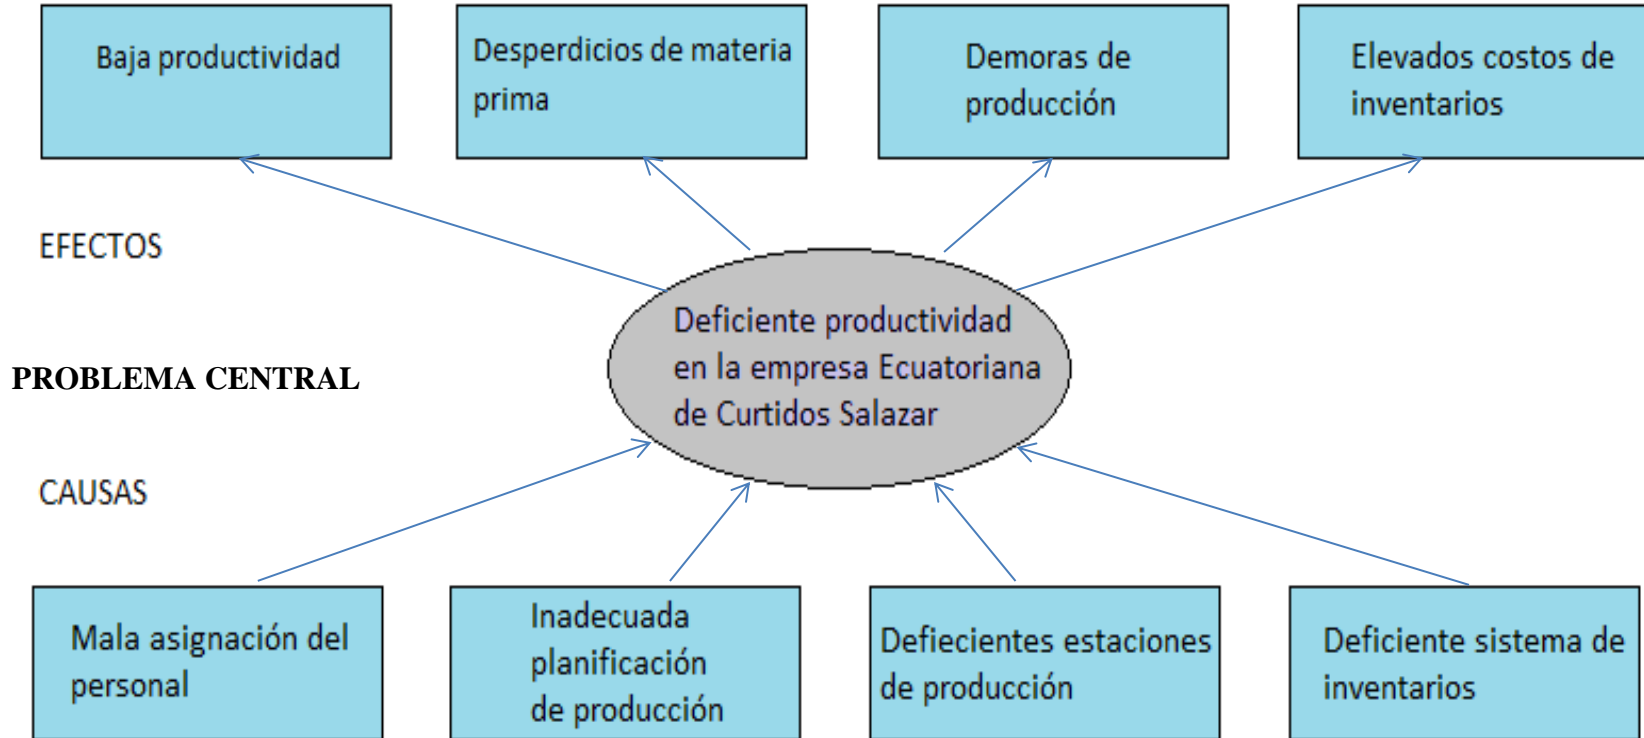 Baja productividad
Desperdicios de materia
prima
Demoras de
producción
Elevados costos de
inventarios
EFECTOS
Deficiente productividad
en la empresa Ecuatoriana
de Curtidos Salazar
PROBLEMA CENTRAL
CAUSAS
Mala asignación del
personal
Inadecuada
planificación
de producción
Defiecientes estaciones
de producción
Deficiente sistema de
inventarios